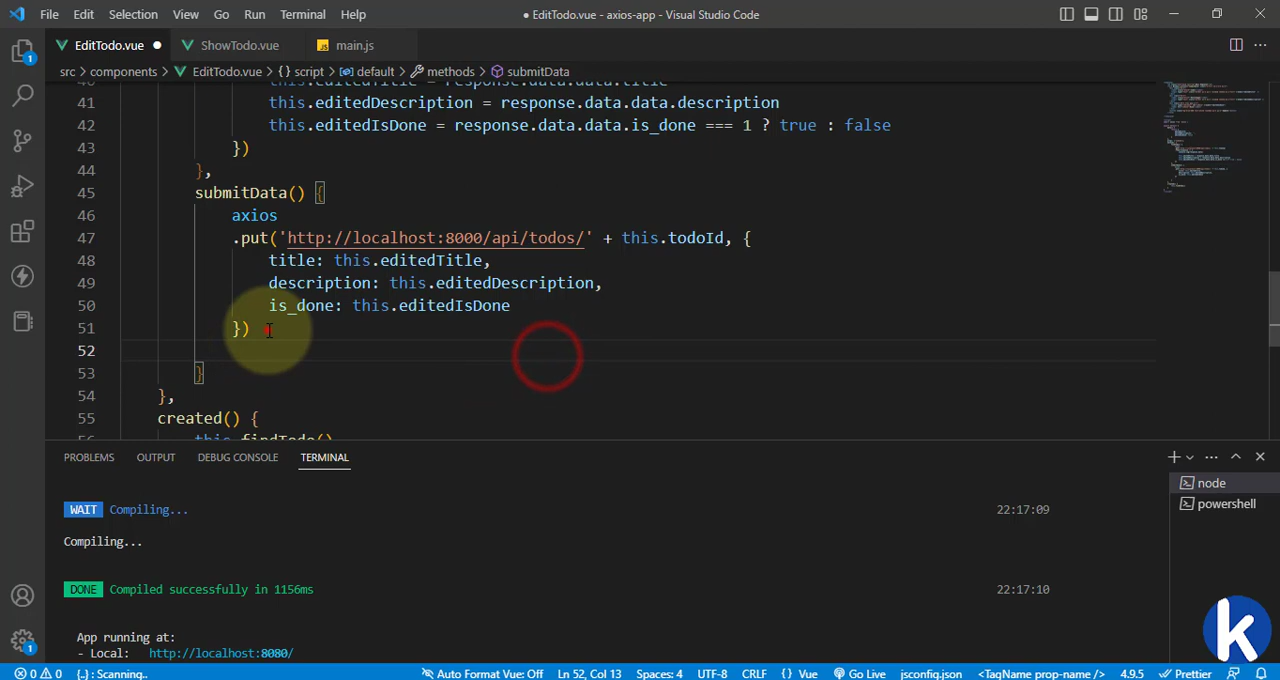 File Edit Selection View Go Run Terminal Help ● EditTodo.vue - axios-app - Visual Studio Code
EditTodo.vue ShowTodo.vue JS main.js
src > components > EditTodo.vue > {} script > default > methods > submitData
this.editedTitle = response.data.data.title
41 this.editedDescription = response.data.data.description
42 this.editedIsDone = response.data.data.is_done === 1 ? true : false
43 })
44 },
45 submitData() {
46 axios
47 .put('http://localhost:8000/api/todos/' + this.todoId, {
48 title: this.editedTitle,
49 description: this.editedDescription,
50 is_done: this.editedIsDone
51 })
52
53 }
54 },
55 created() {
56 this.findTodo()
PROBLEMS OUTPUT DEBUG CONSOLE TERMINAL
node
powershell
WAIT Compiling... 22:17:09
Compiling...
DONE Compiled successfully in 1156ms 22:17:10
App running at:
- Local: http://localhost:8080/
k
0 0 {..} : Scanning.. Auto Format Vue: Off Ln 52, Col 13 Spaces: 4 UTF-8 CRLF {} Vue Go Live jsconfig.json <TagName prop-name /> 4.9.5 Prettier